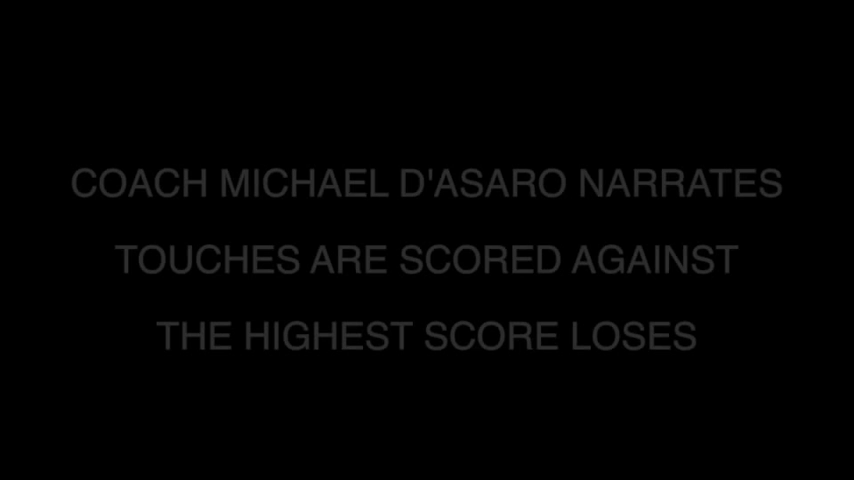 COACH MICHAEL D'ASARO NARRATES
TOUCHES ARE SCORED AGAINST
THE HIGHEST SCORE LOSES